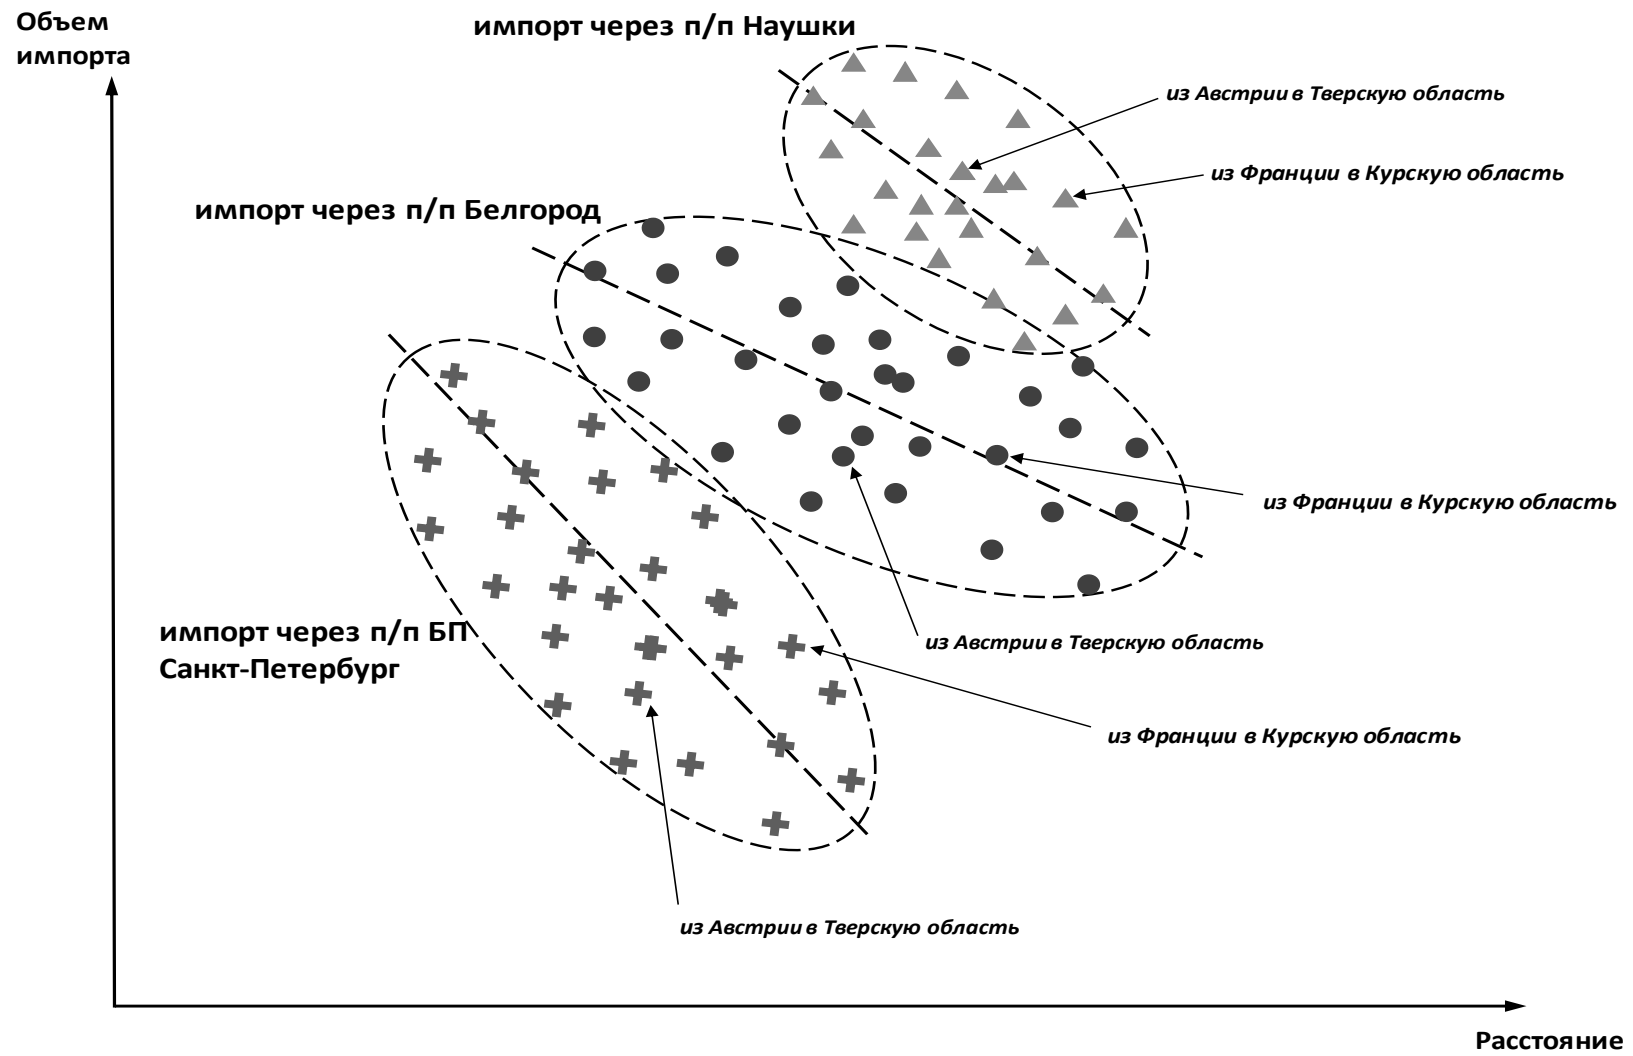 Объем
импорта
импорт через п/п Наушки
из Австрии в Тверскую область
из Франции в Курскую область
импорт через п/п Белгород
из Франции в Курскую область
импорт через п/п БП
Санкт-Петербург
из Австрии в Тверскую область
из Франции в Курскую область
из Австрии в Тверскую область
Расстояние